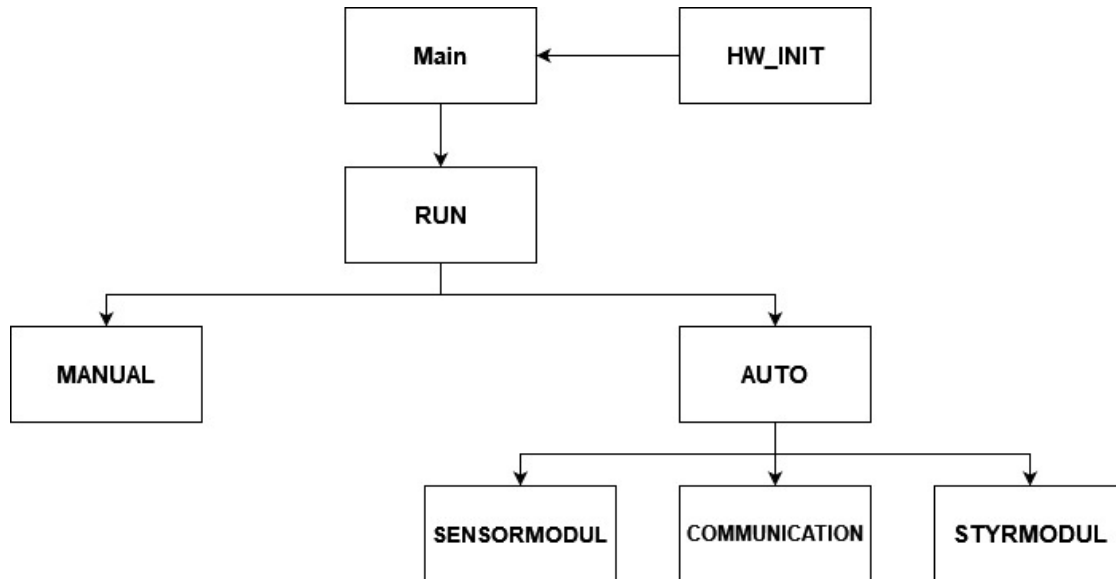 Main
HW_INIT
RUN
MANUAL
AUTO
SENSORMODUL
COMMUNICATION
STYRMODUL